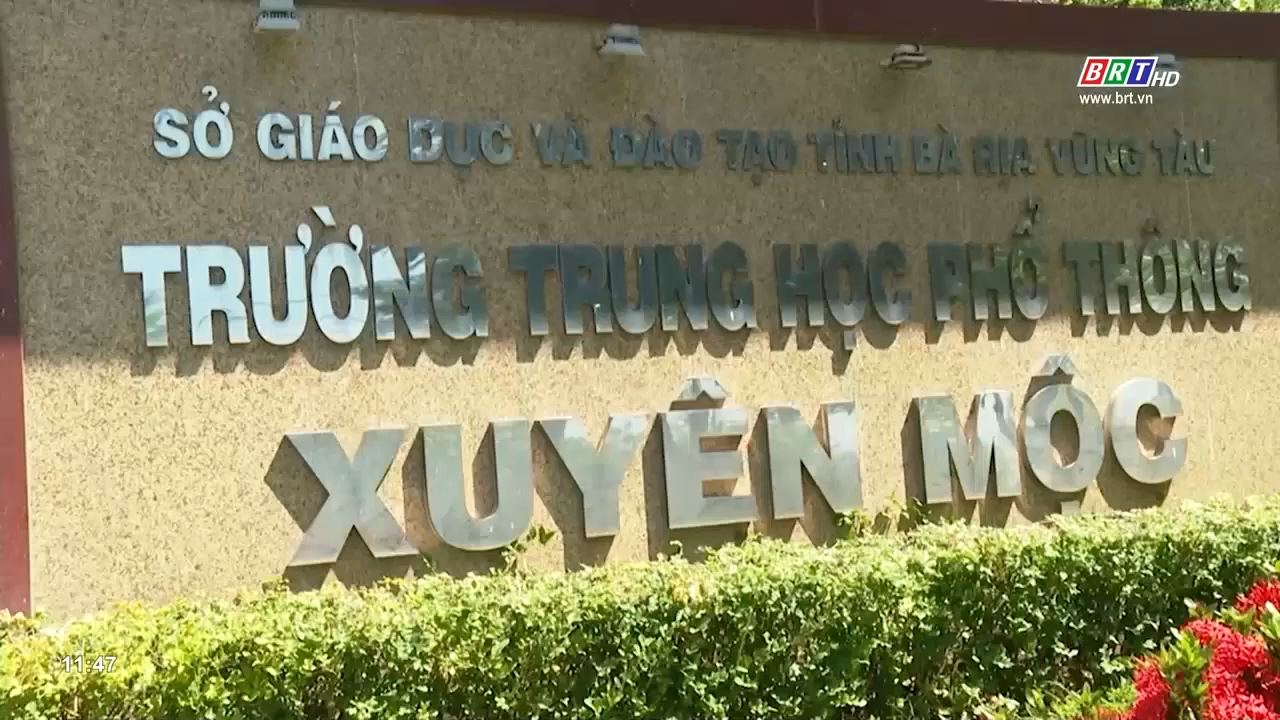 BRT HD
www.brt.vn
SỞ GIÁO DỤC VÀ ĐÀO TẠO TỈNH BÀ RỊA VŨNG TÀU
TRƯỜNG TRUNG HỌC PHỔ THÔNG
XUYÊN MỘC
11:47